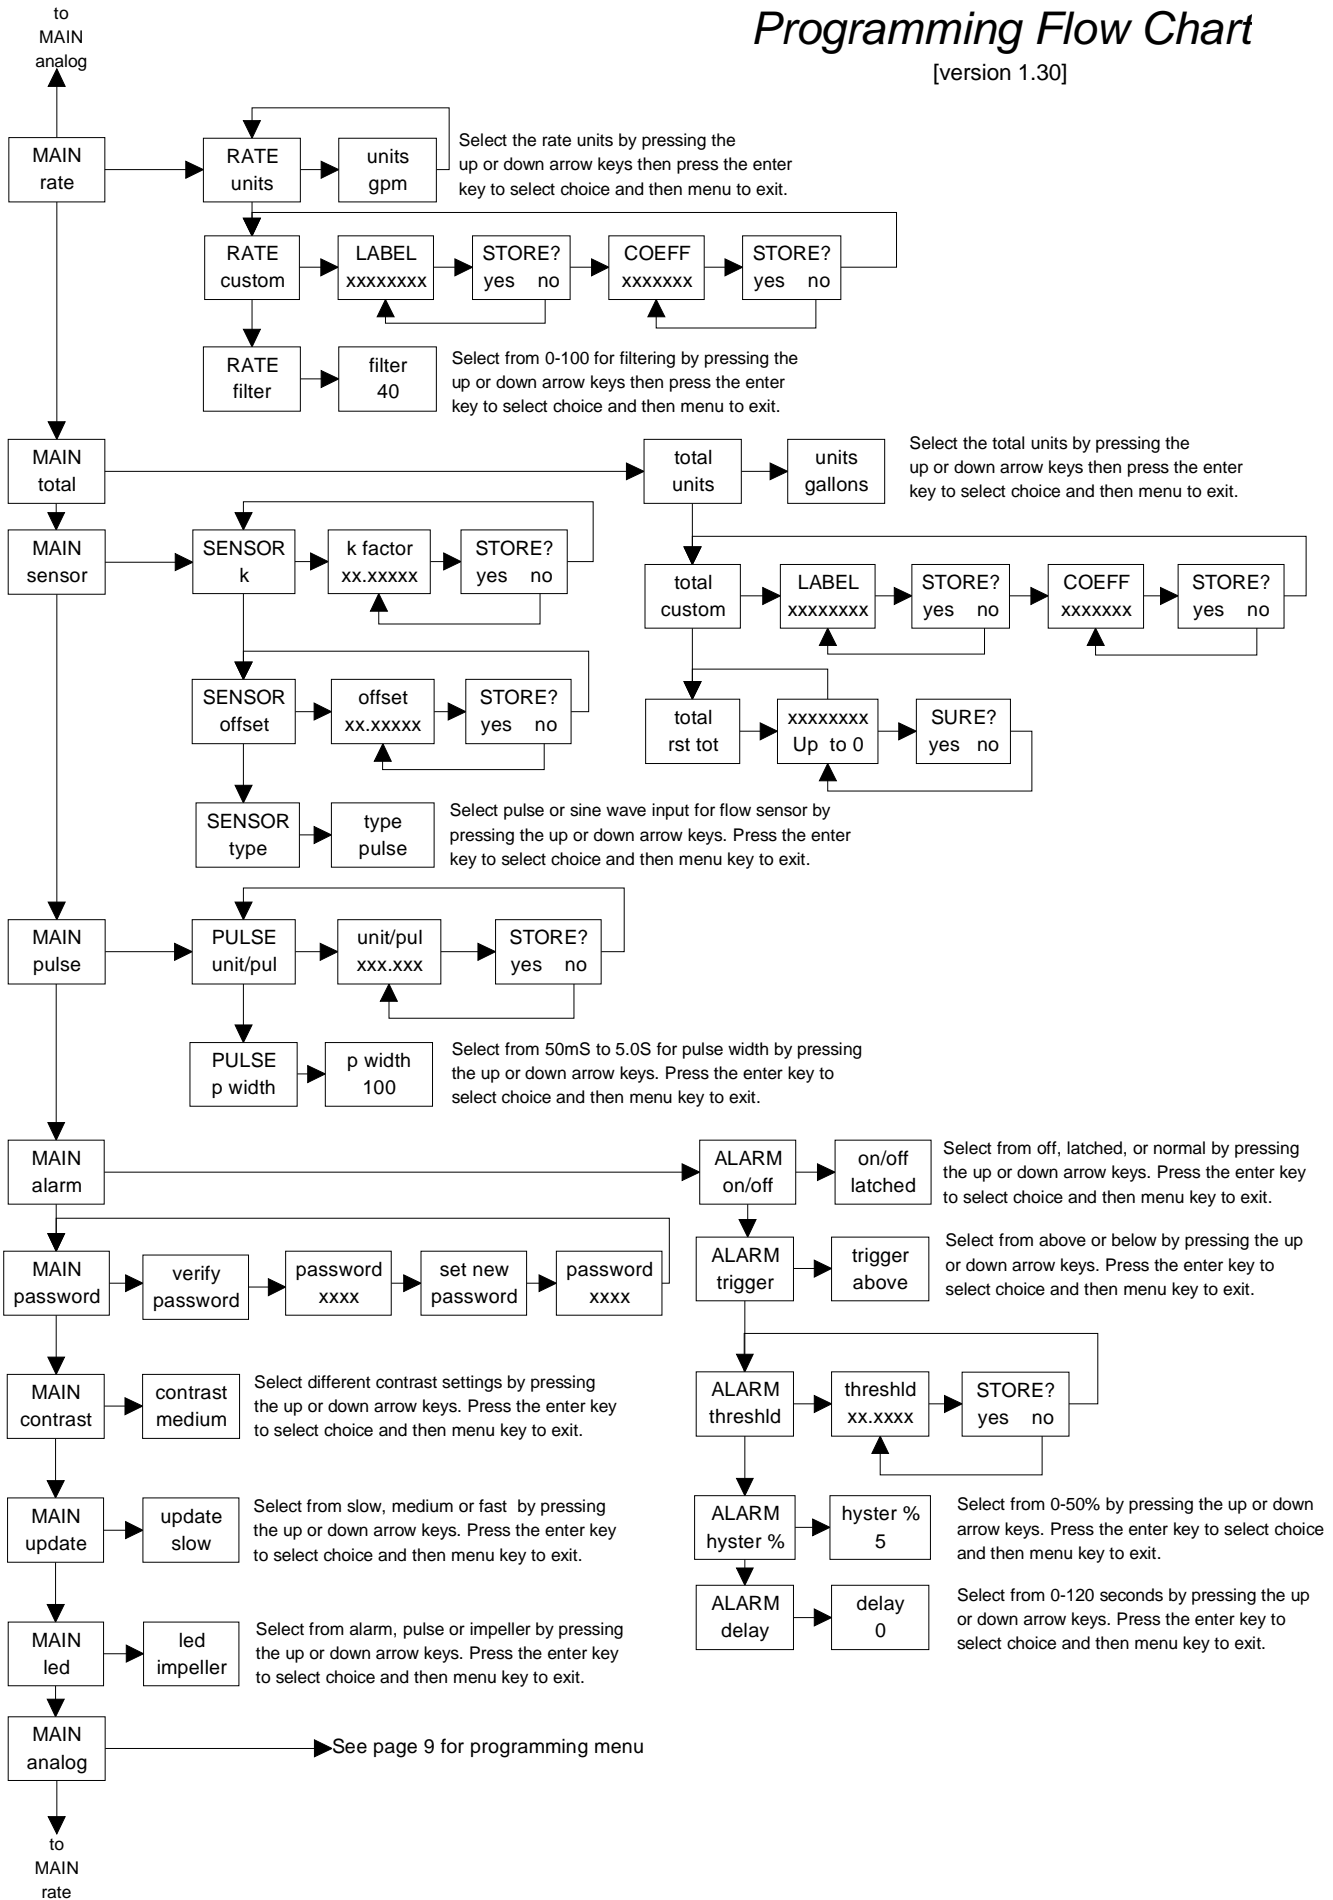 Programming Flow Chart
[version 1.30]
to
MAIN
analog
MAIN
rate
RATE
units
units
gpm
Select the rate units by pressing the
up or down arrow keys then press the enter
key to select choice and then menu to exit.
RATE
custom
LABEL
xxxxxxxx
STORE?
yes no
COEFF
xxxxxxx
STORE?
yes no
RATE
filter
filter
40
Select from 0-100 for filtering by pressing the
up or down arrow keys then press the enter
key to select choice and then menu to exit.
MAIN
total
total
units
units
gallons
Select the total units by pressing the
up or down arrow keys then press the enter
key to select choice and then menu to exit.
total
custom
LABEL
xxxxxxxx
STORE?
yes no
COEFF
xxxxxxx
STORE?
yes no
total
rst tot
xxxxxxxx
Up to 0
SURE?
yes no
MAIN
sensor
SENSOR
k
k factor
xx.xxxxx
STORE?
yes no
SENSOR
offset
offset
xx.xxxxx
STORE?
yes no
SENSOR
type
type
pulse
Select pulse or sine wave input for flow sensor by
pressing the up or down arrow keys. Press the enter
key to select choice and then menu key to exit.
MAIN
pulse
PULSE
unit/pul
unit/pul
xxx.xxx
STORE?
yes no
PULSE
p width
p width
100
Select from 50mS to 5.0S for pulse width by pressing
the up or down arrow keys. Press the enter key to
select choice and then menu key to exit.
MAIN
alarm
ALARM
on/off
on/off
latched
Select from off, latched, or normal by pressing
the up or down arrow keys. Press the enter key
to select choice and then menu key to exit.
ALARM
trigger
trigger
above
Select from above or below by pressing the up
or down arrow keys. Press the enter key to
select choice and then menu key to exit.
ALARM
threshld
threshld
xx.xxxx
STORE?
yes no
ALARM
hyster %
hyster %
5
Select from 0-50% by pressing the up or down
arrow keys. Press the enter key to select choice
and then menu key to exit.
ALARM
delay
delay
0
Select from 0-120 seconds by pressing the up
or down arrow keys. Press the enter key to
select choice and then menu key to exit.
MAIN
password
verify
password
password
xxxx
set new
password
password
xxxx
MAIN
contrast
contrast
medium
Select different contrast settings by pressing
the up or down arrow keys. Press the enter key
to select choice and then menu key to exit.
MAIN
update
update
slow
Select from slow, medium or fast by pressing
the up or down arrow keys. Press the enter key
to select choice and then menu key to exit.
MAIN
led
led
impeller
Select from alarm, pulse or impeller by pressing
the up or down arrow keys. Press the enter key
to select choice and then menu key to exit.
MAIN
analog
See page 9 for programming menu
to
MAIN
rate